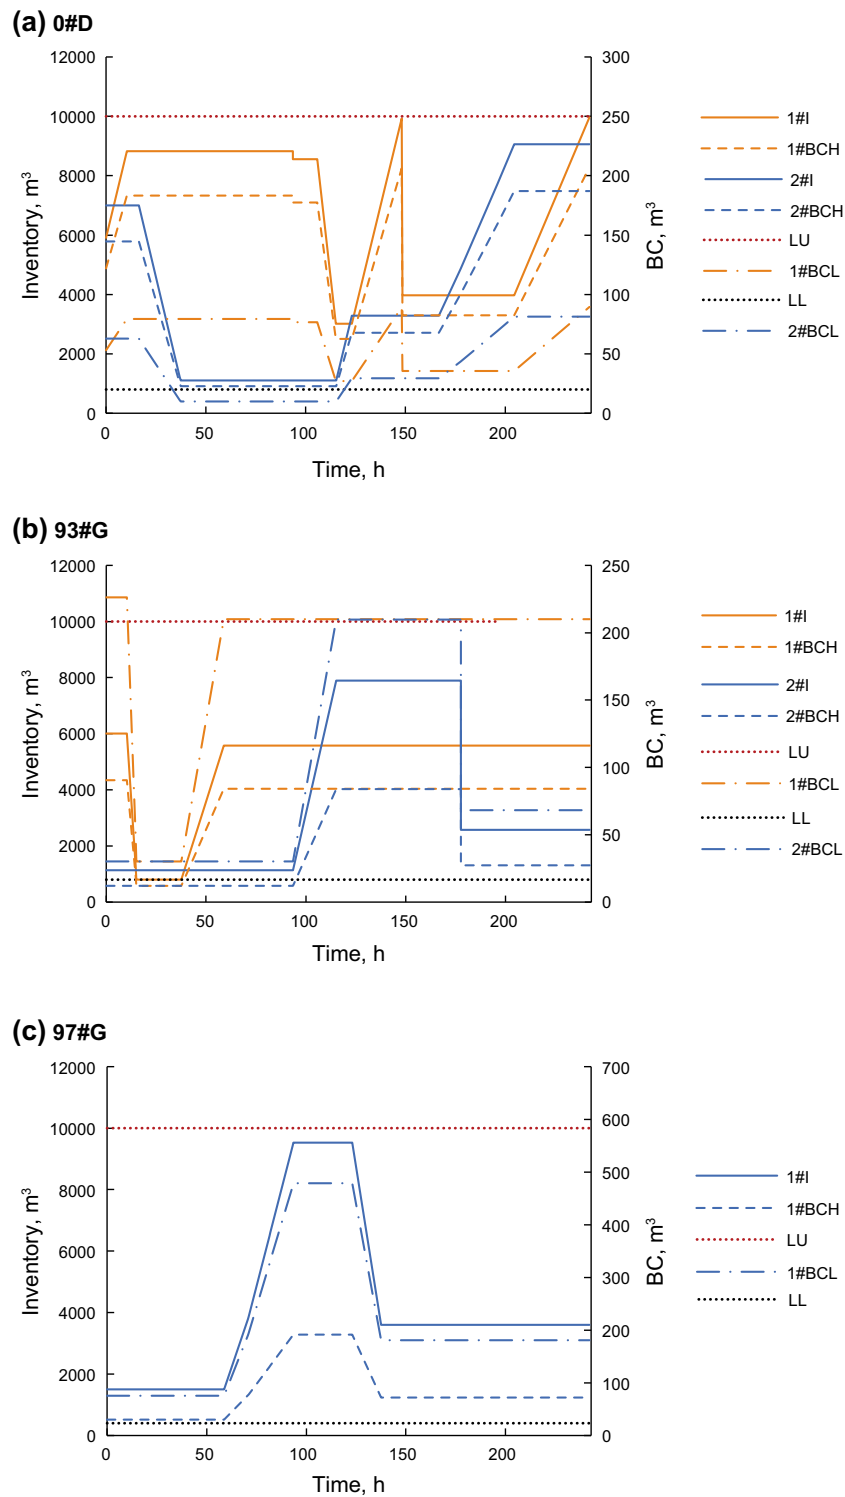 (a) 0#D
12000
10000
8000
6000
4000
2000
0
Inventory, m³
300
250
200
150
100
50
0
BC, m³
0 50 100 150 200
Time, h
1#I
1#BCH
2#I
2#BCH
LU
1#BCL
LL
2#BCL
(b) 93#G
12000
10000
8000
6000
4000
2000
0
Inventory, m³
250
200
150
100
50
0
BC, m³
0 50 100 150 200
Time, h
1#I
1#BCH
2#I
2#BCH
LU
1#BCL
LL
2#BCL
(c) 97#G
12000
10000
8000
6000
4000
2000
0
Inventory, m³
700
600
500
400
300
200
100
0
BC, m³
0 50 100 150 200
Time, h
1#I
1#BCH
LU
1#BCL
LL